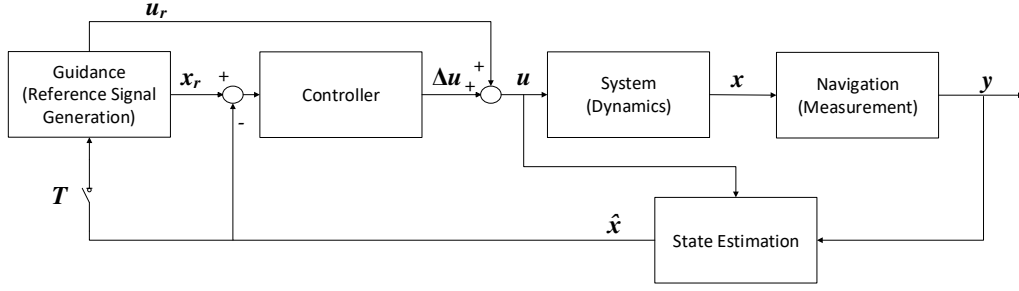 u_r
Guidance
(Reference Signal
Generation)
x_r
+
-
Controller
Δu
+
+
u
System
(Dynamics)
x
Navigation
(Measurement)
y
T
x̂
State Estimation